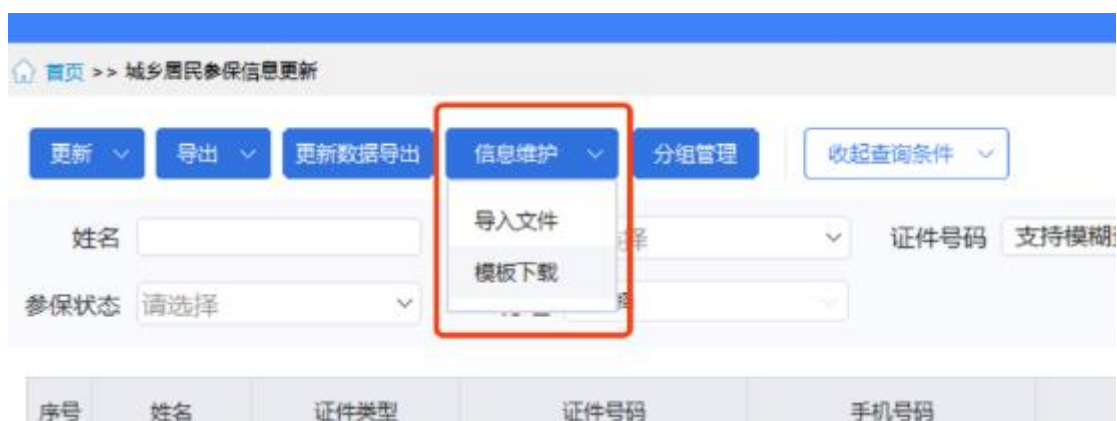 首页 >> 城乡居民参保信息更新
更新 导出 更新数据导出 信息维护 分组管理 收起查询条件
姓名 导入文件 择 证件号码 支持模糊
模板下载
参保状态 请选择
序号 姓名 证件类型 证件号码 手机号码